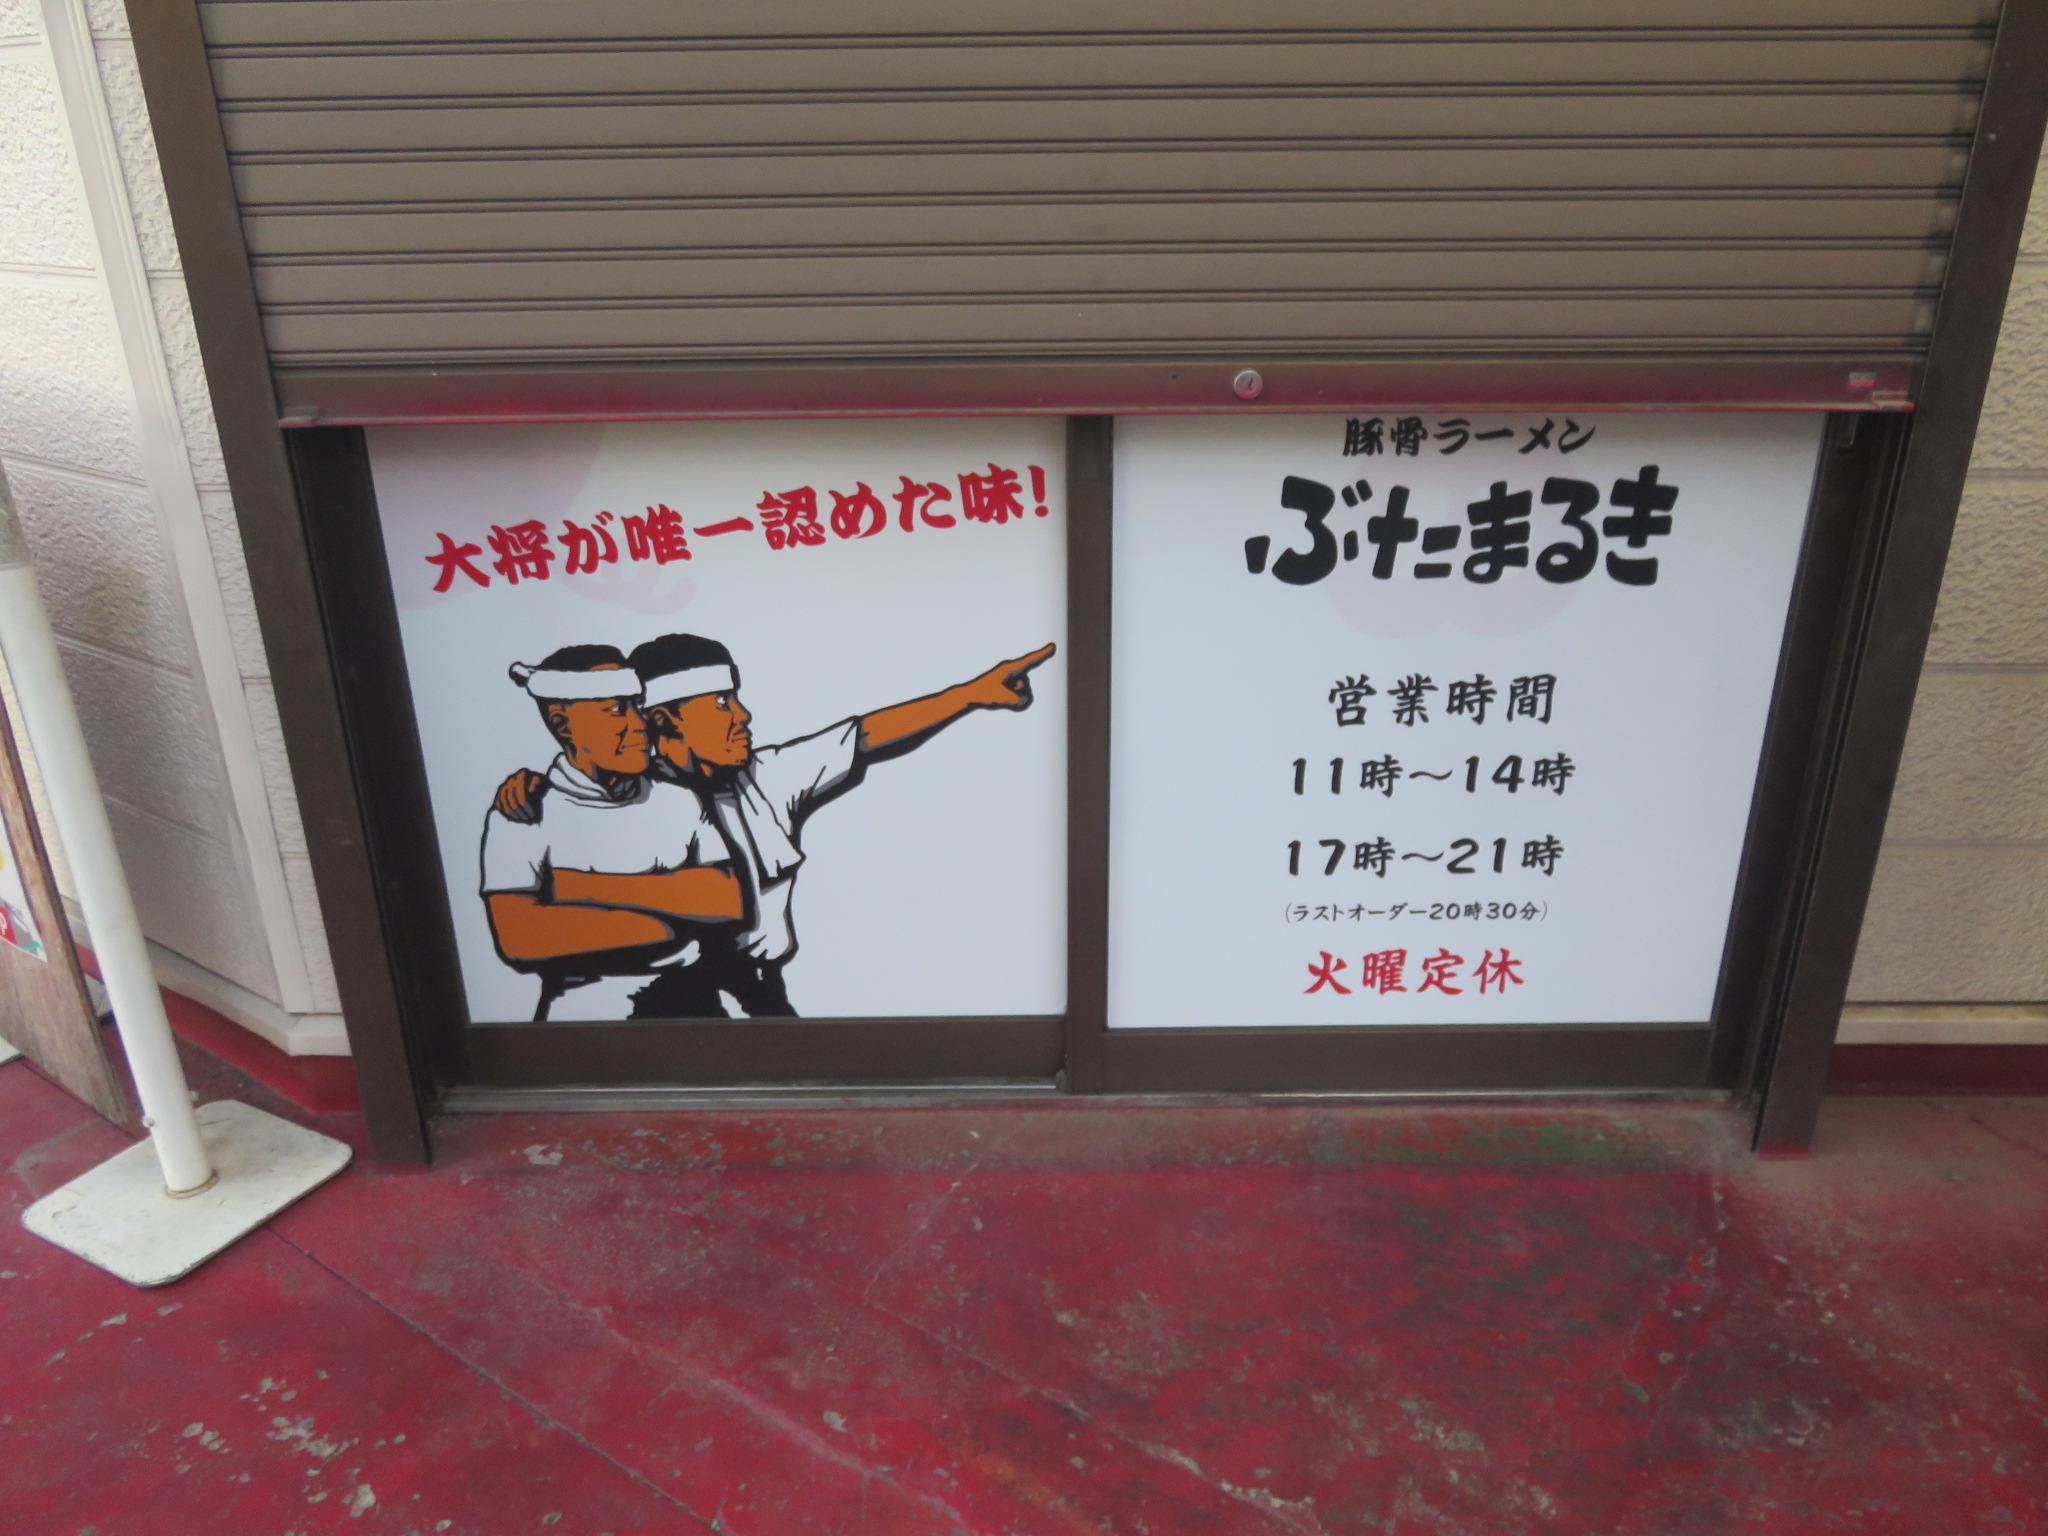 大将が唯一認めた味!
豚骨ラーメン
ぶたまるき
営業時間
11時～14時
17時～21時
(ラストオーダー20時30分)
火曜定休